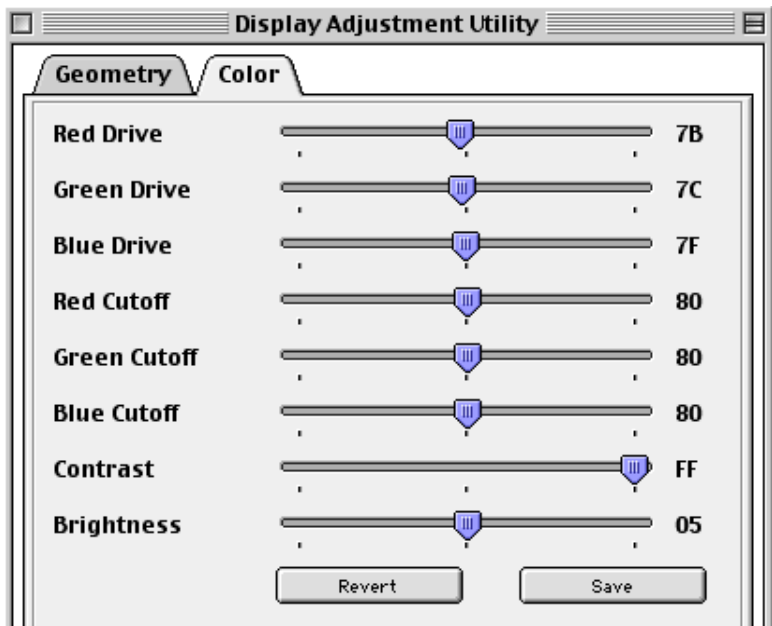 Display Adjustment Utility
Geometry Color
Red Drive 7B
Green Drive 7C
Blue Drive 7F
Red Cutoff 80
Green Cutoff 80
Blue Cutoff 80
Contrast FF
Brightness 05
Revert Save